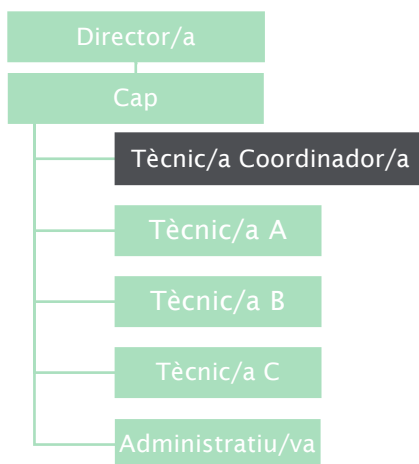 Director/a
Cap
Tècnic/a Coordinador/a
Tècnic/a A
Tècnic/a B
Tècnic/a C
Administratiu/va